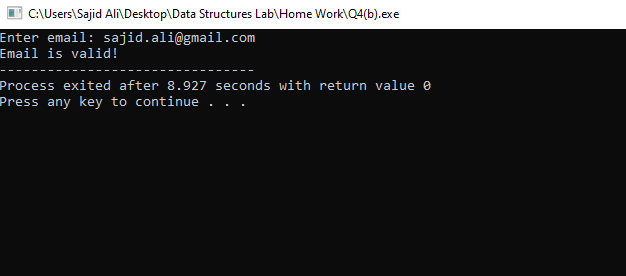 C:\Users\Sajid Ali\Desktop\Data Structures Lab\Home Work\Q4(b).exe
Enter email: sajid.ali@gmail.com
Email is valid!
--------------------------------
Process exited after 8.927 seconds with return value 0
Press any key to continue . . .